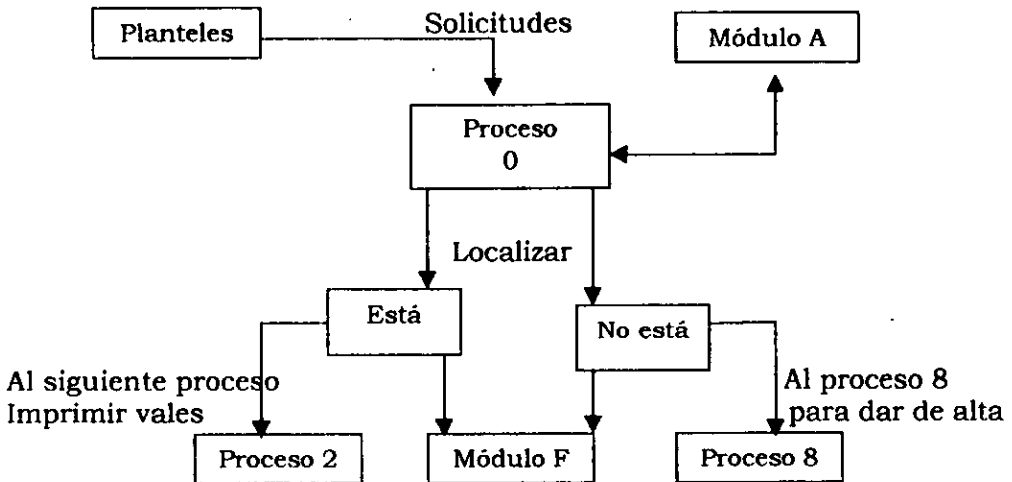 Planteles
Solicitudes
Módulo A
Proceso
0
Localizar
Está
No está
Al siguiente proceso
Imprimir vales
Al proceso 8
para dar de alta
Proceso 2
Módulo F
Proceso 8